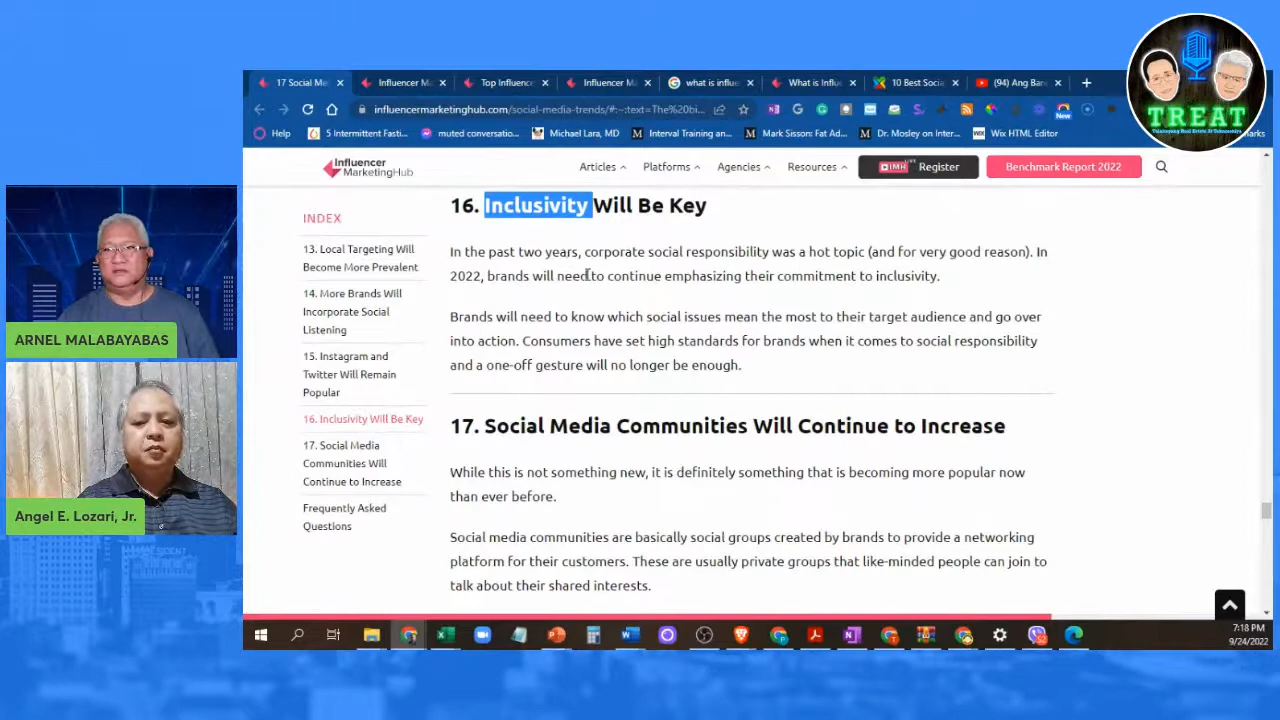 17 Social Me
Influencer Ma
Top Influence
Influencer Ma
what is influe
What is Influ
10 Best Socia
(94) Ang Ban
influencermarketinghub.com/social-media-trends/#:~:text=The%20bi...
New
Help
5 Intermittent Fasti...
muted conversatio...
Michael Lara, MD
Interval Training an...
Mark Sisson: Fat Ad...
Dr. Mosley on Inter...
WIX Wix HTML Editor
TREAT
Influencer
MarketingHub
Articles
Platforms
Agencies
Resources
IMH LIVE Register
Benchmark Report 2022
INDEX
13. Local Targeting Will
Become More Prevalent
14. More Brands Will
Incorporate Social
Listening
15. Instagram and
Twitter Will Remain
Popular
16. Inclusivity Will Be Key
17. Social Media
Communities Will
Continue to Increase
Frequently Asked
Questions
16. Inclusivity Will Be Key
In the past two years, corporate social responsibility was a hot topic (and for very good reason). In
2022, brands will need to continue emphasizing their commitment to inclusivity.
Brands will need to know which social issues mean the most to their target audience and go over
into action. Consumers have set high standards for brands when it comes to social responsibility
and a one-off gesture will no longer be enough.
17. Social Media Communities Will Continue to Increase
While this is not something new, it is definitely something that is becoming more popular now
than ever before.
Social media communities are basically social groups created by brands to provide a networking
platform for their customers. These are usually private groups that like-minded people can join to
talk about their shared interests.
ARNEL MALABAYABAS
Angel E. Lozari, Jr.
7:18 PM
9/24/2022